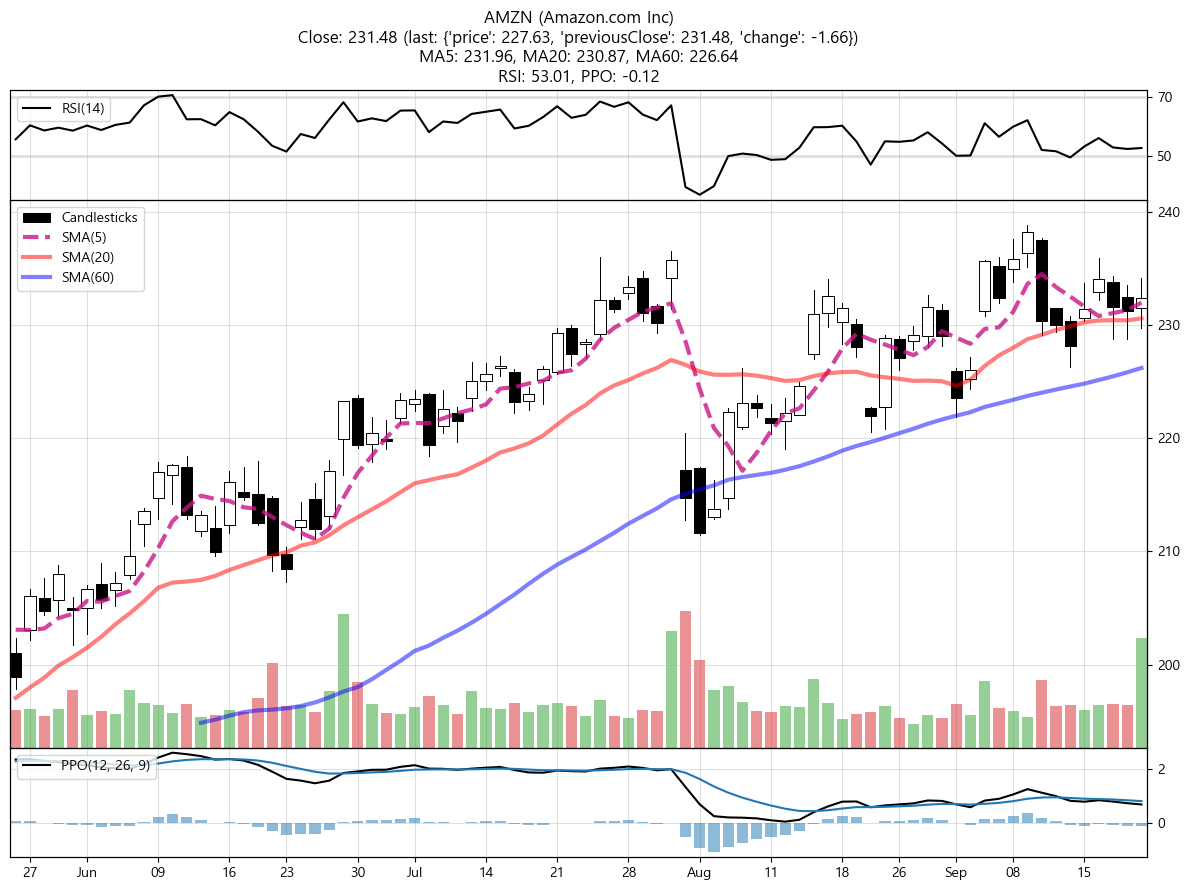 AMZN (Amazon.com Inc)
Close: 231.48 (last: {'price': 227.63, 'previousClose': 231.48, 'change': -1.66})
MA5: 231.96, MA20: 230.87, MA60: 226.64
RSI: 53.01, PPO: -0.12
RSI(14)
70
50
Candlesticks
SMA(5)
SMA(20)
SMA(60)
240
230
220
210
200
PPO(12, 26, 9)
2
0
27 Jun 09 16 23 30 Jul 14 21 28 Aug 11 18 26 Sep 08 15